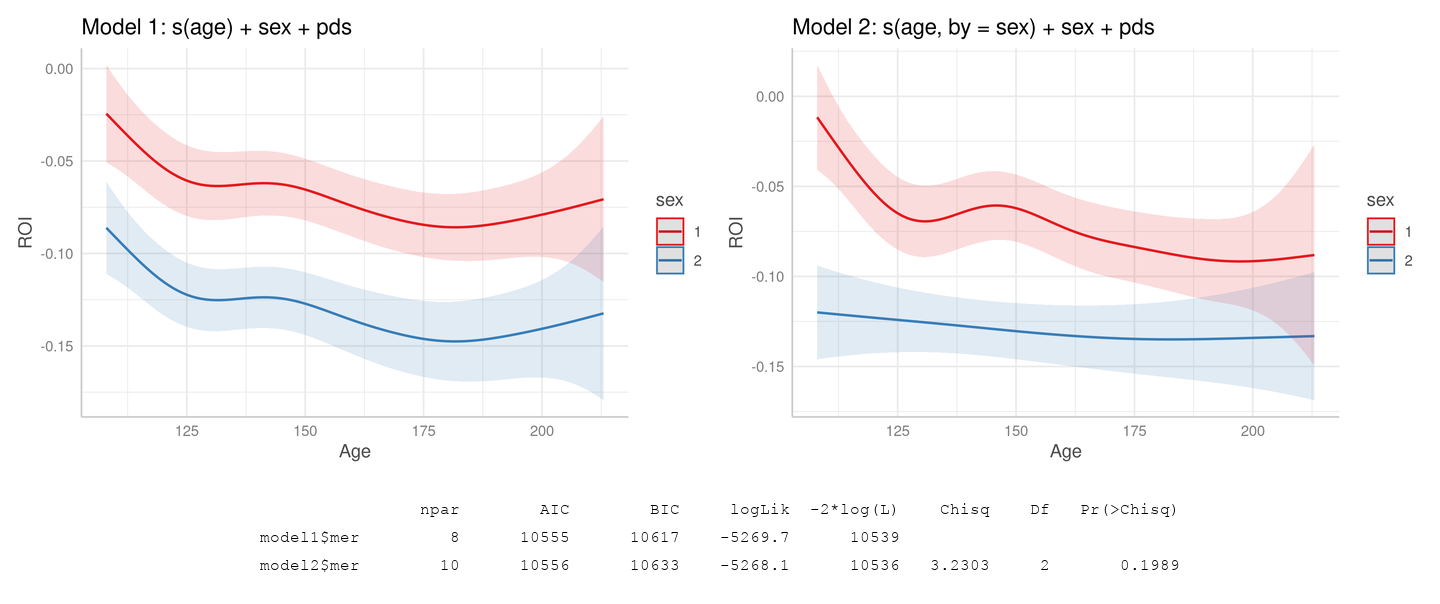 Model 1: s(age) + sex + pds
0.00
-0.05
-0.10
-0.15
ROI
125 150 175 200
Age
sex
1
2
Model 2: s(age, by = sex) + sex + pds
0.00
-0.05
-0.10
-0.15
ROI
125 150 175 200
Age
sex
1
2
npar AIC BIC logLik -2*log(L) Chisq Df Pr(>Chisq)
model1$mer 8 10555 10617 -5269.7 10539
model2$mer 10 10556 10633 -5268.1 10536 3.2303 2 0.1989